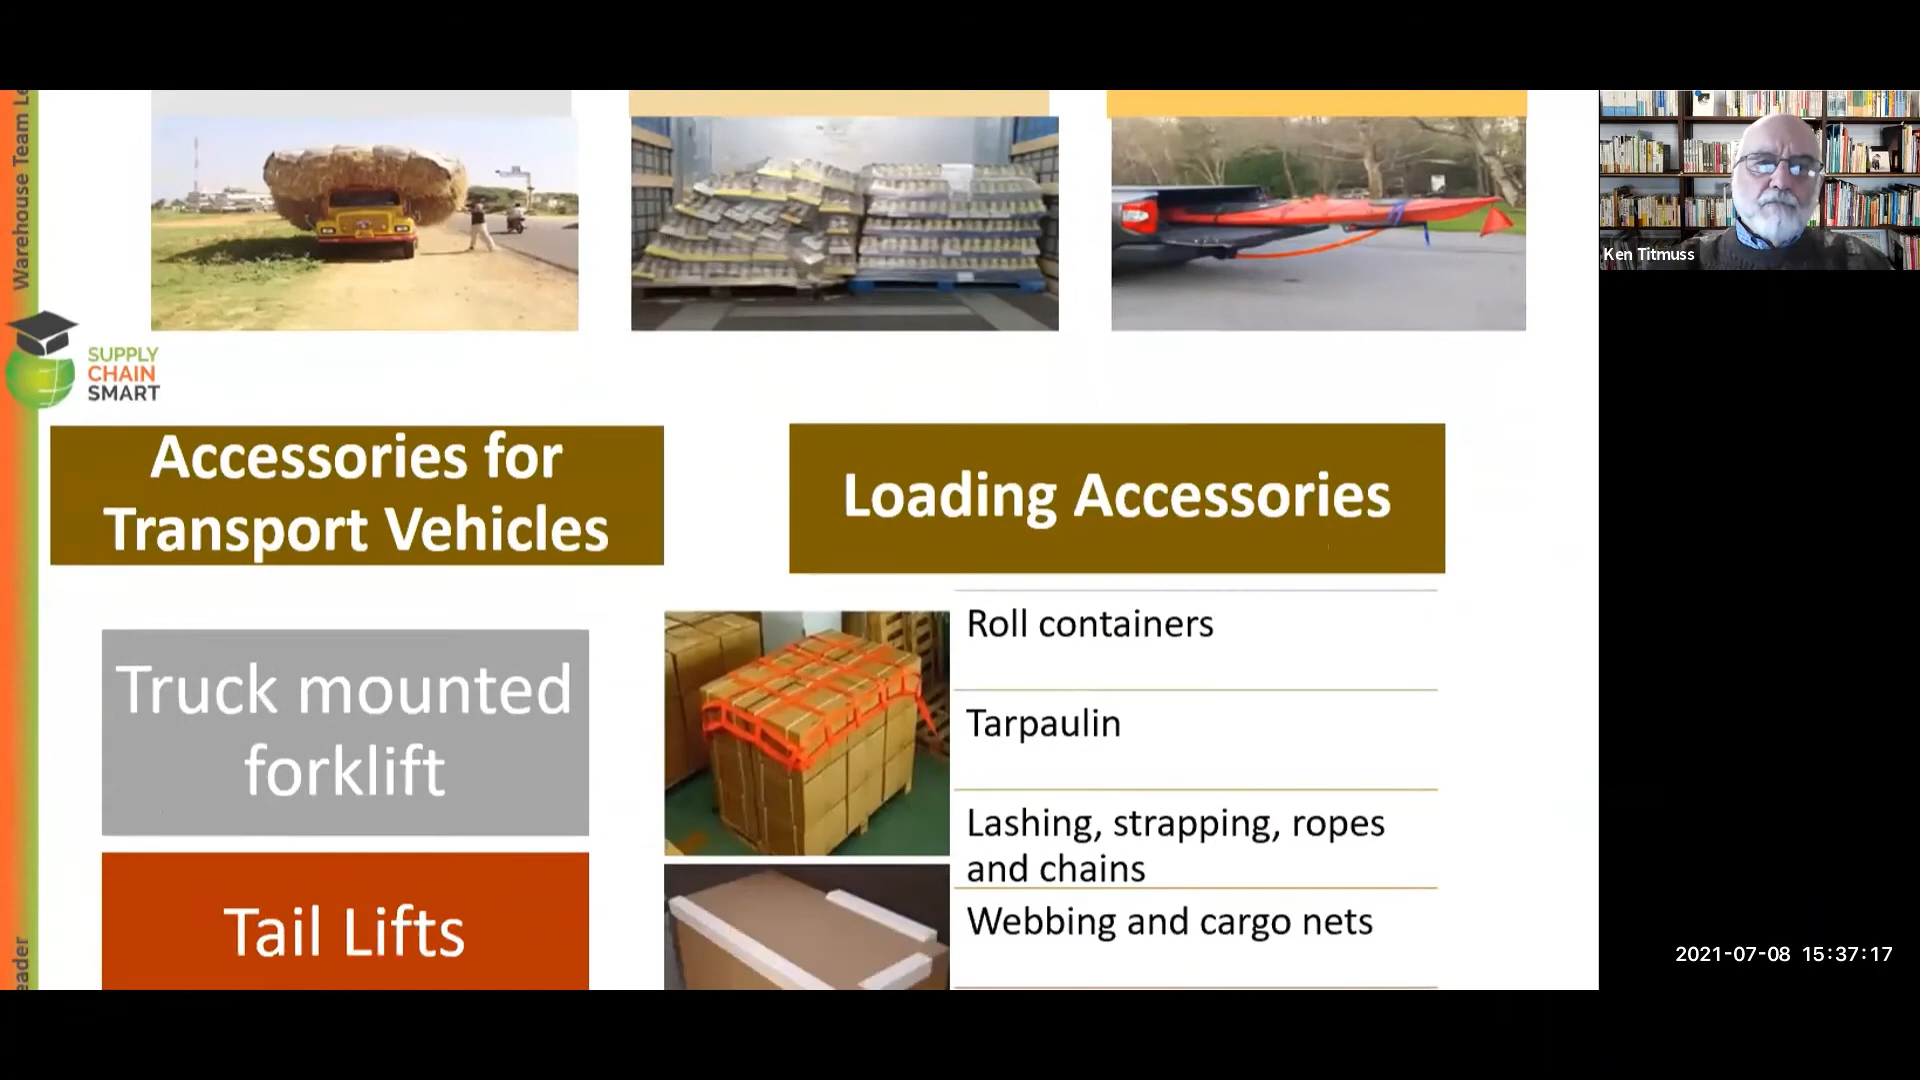 Warehouse Team Le
SUPPLY
CHAIN
SMART
Accessories for
Transport Vehicles
Truck mounted
forklift
Tail Lifts
Loading Accessories
Roll containers
Tarpaulin
Lashing, strapping, ropes
and chains
Webbing and cargo nets
eader
Ken Titmuss
2021-07-08 15:37:17